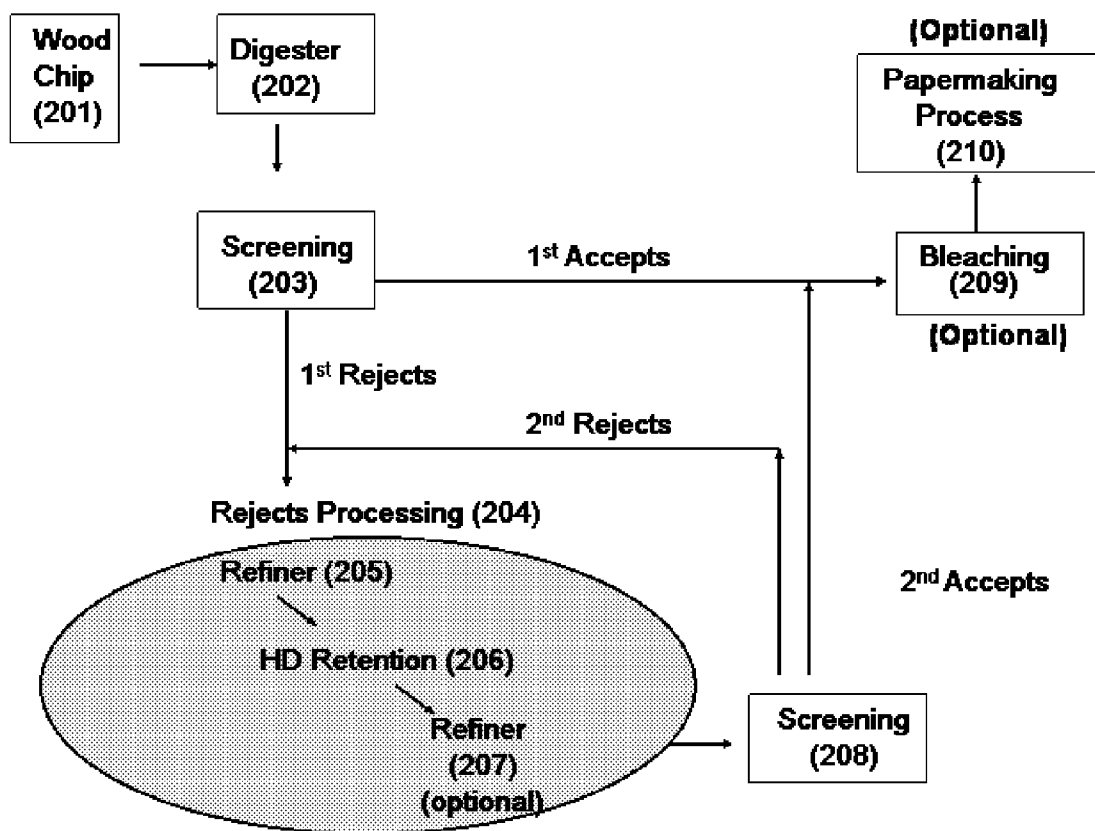 Wood
Chip
(201)
Digester
(202)
(Optional)
Papermaking
Process
(210)
Screening
(203)
1st Accepts
Bleaching
(209)
(Optional)
1st Rejects
2nd Rejects
Rejects Processing (204)
Refiner (205)
2nd Accepts
HD Retention (206)
Refiner
(207)
(optional)
Screening
(208)